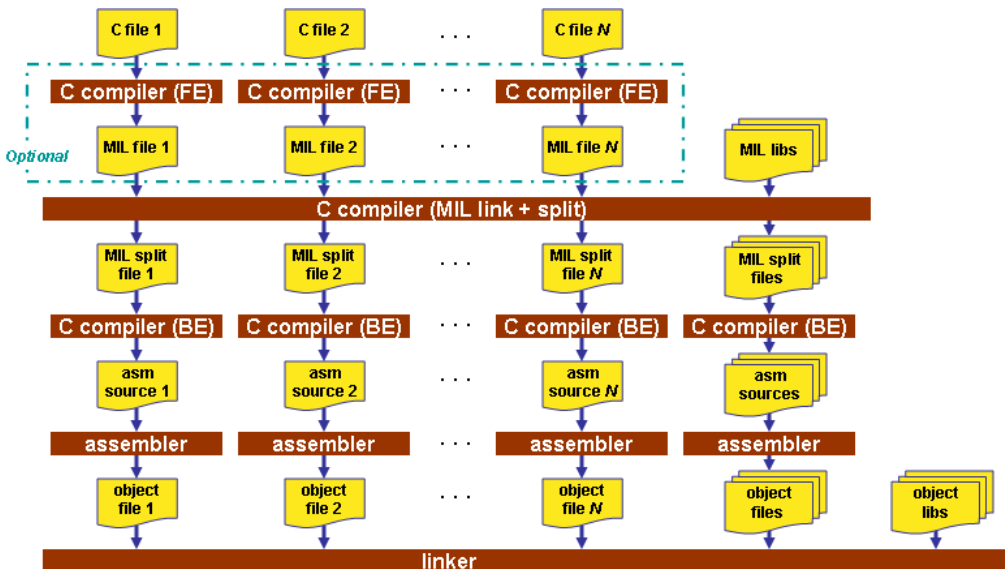 C file 1
C file 2
. . .
C file N
C compiler (FE)
C compiler (FE)
. . .
C compiler (FE)
Optional
MIL file 1
MIL file 2
. . .
MIL file N
MIL libs
C compiler (MIL link + split)
MIL split
file 1
MIL split
file 2
. . .
MIL split
file N
MIL split
files
C compiler (BE)
C compiler (BE)
. . .
C compiler (BE)
C compiler (BE)
asm
source 1
asm
source 2
. . .
asm
source N
asm
sources
assembler
assembler
. . .
assembler
assembler
object
file 1
object
file 2
. . .
object
file N
object
files
object
libs
linker